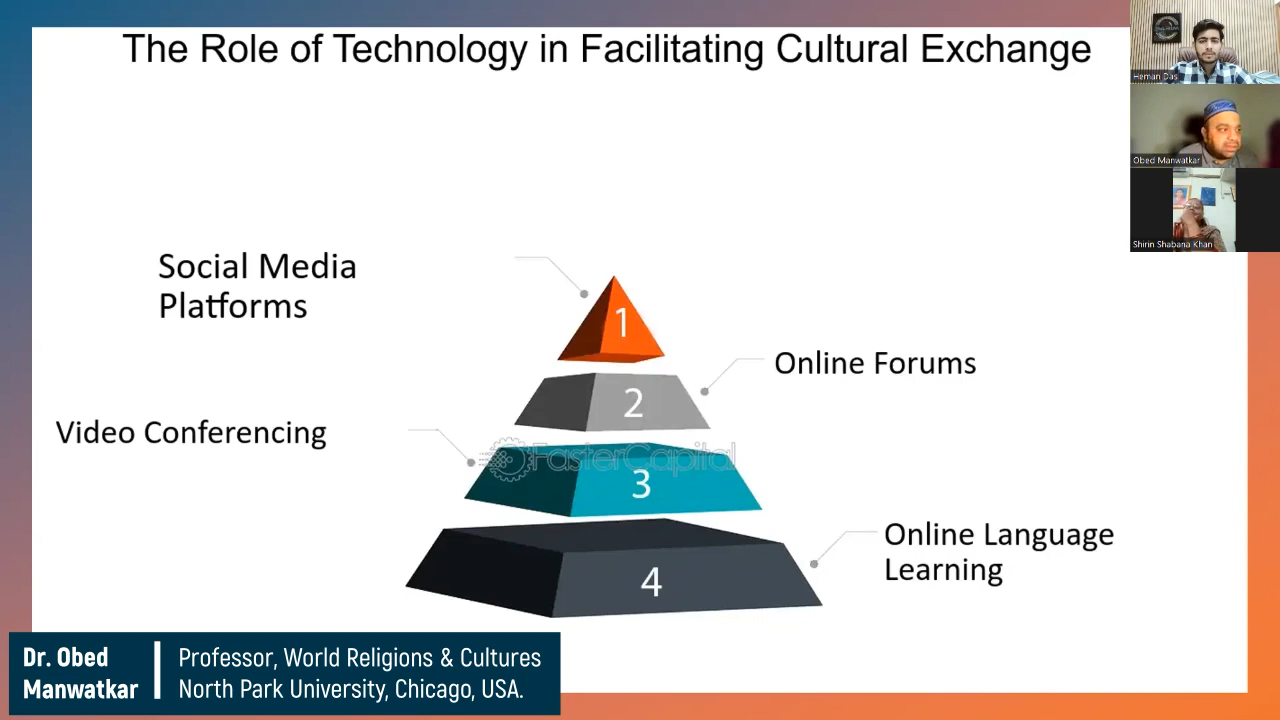 The Role of Technology in Facilitating Cultural Exchange
Heman Das
Obed Manwatkar
Shirin Shabana Khan
Social Media
Platforms
1
Online Forums
2
Video Conferencing
FasterCapital
3
Online Language
Learning
4
Dr. Obed
Manwatkar
Professor, World Religions & Cultures
North Park University, Chicago, USA.